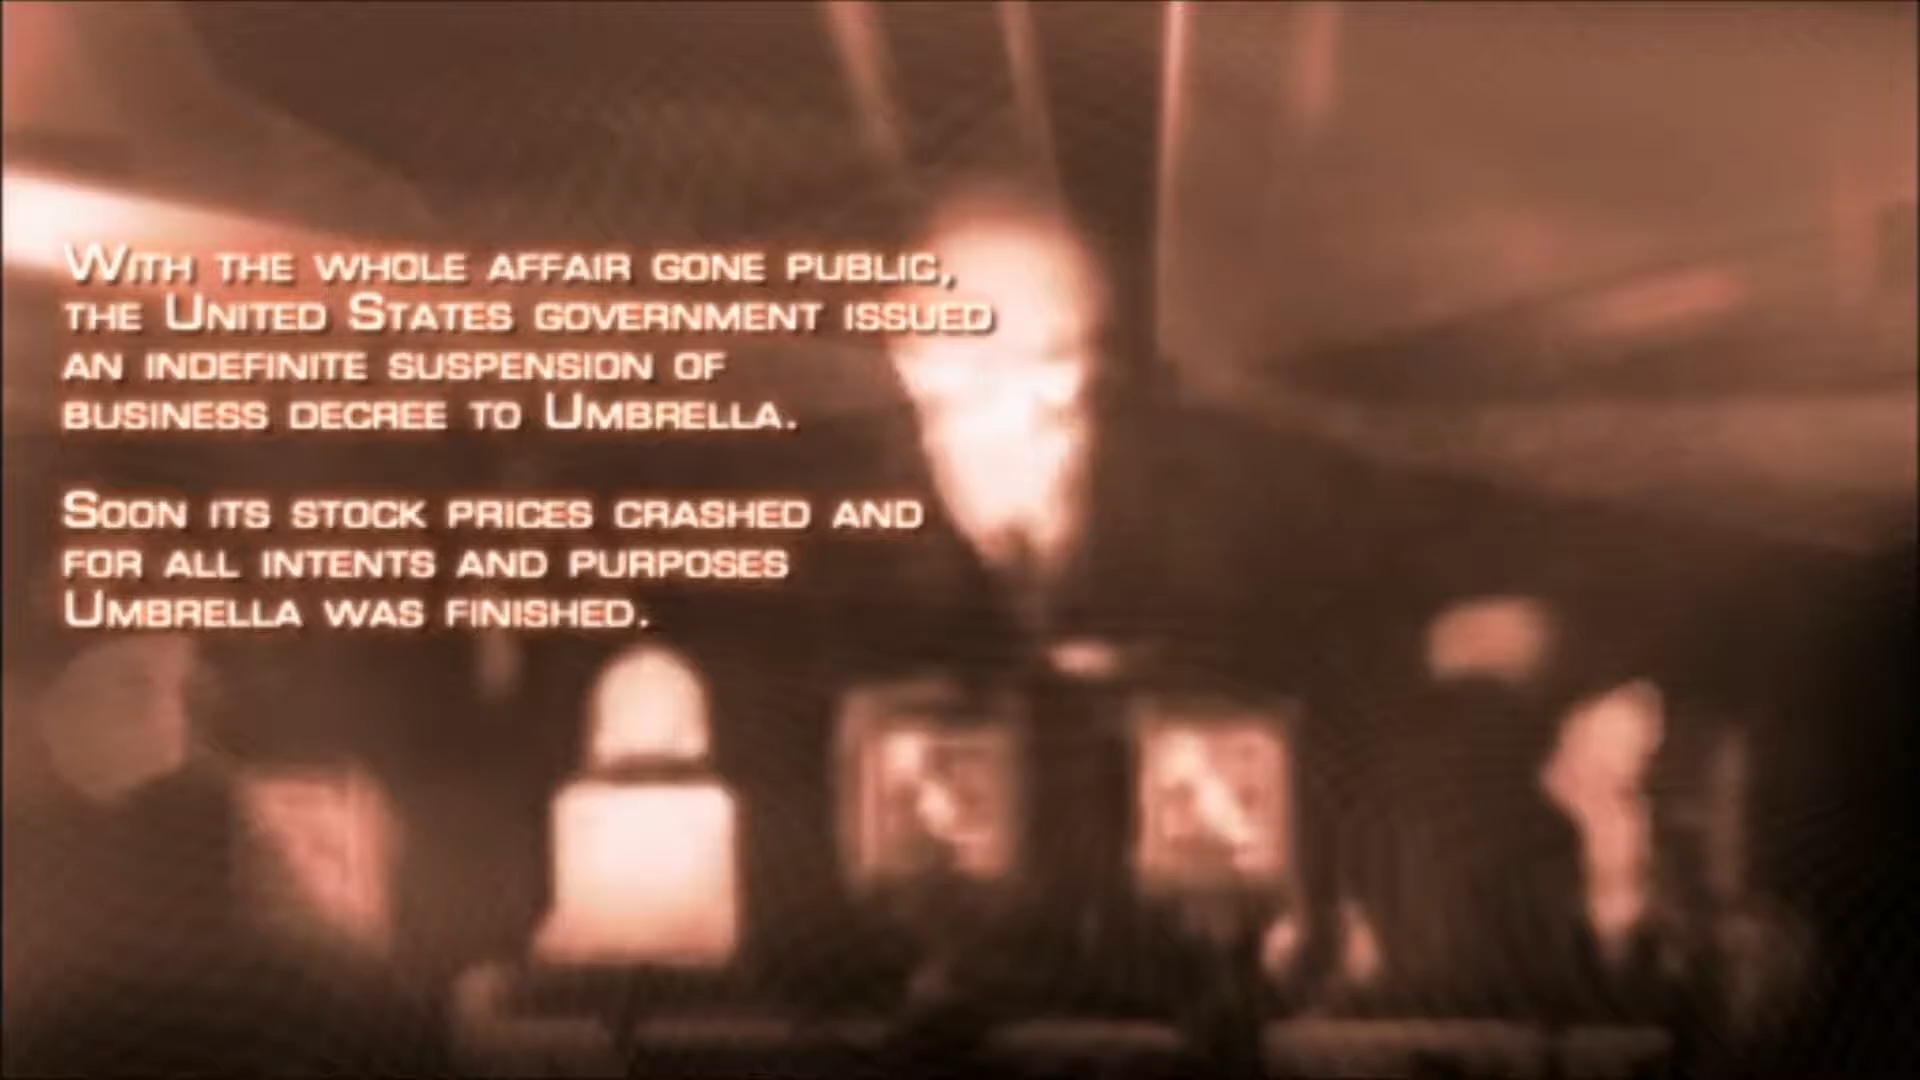 With the whole affair gone public,
the United States government issued
an indefinite suspension of
business decree to Umbrella.
Soon its stock prices crashed and
for all intents and purposes
Umbrella was finished.